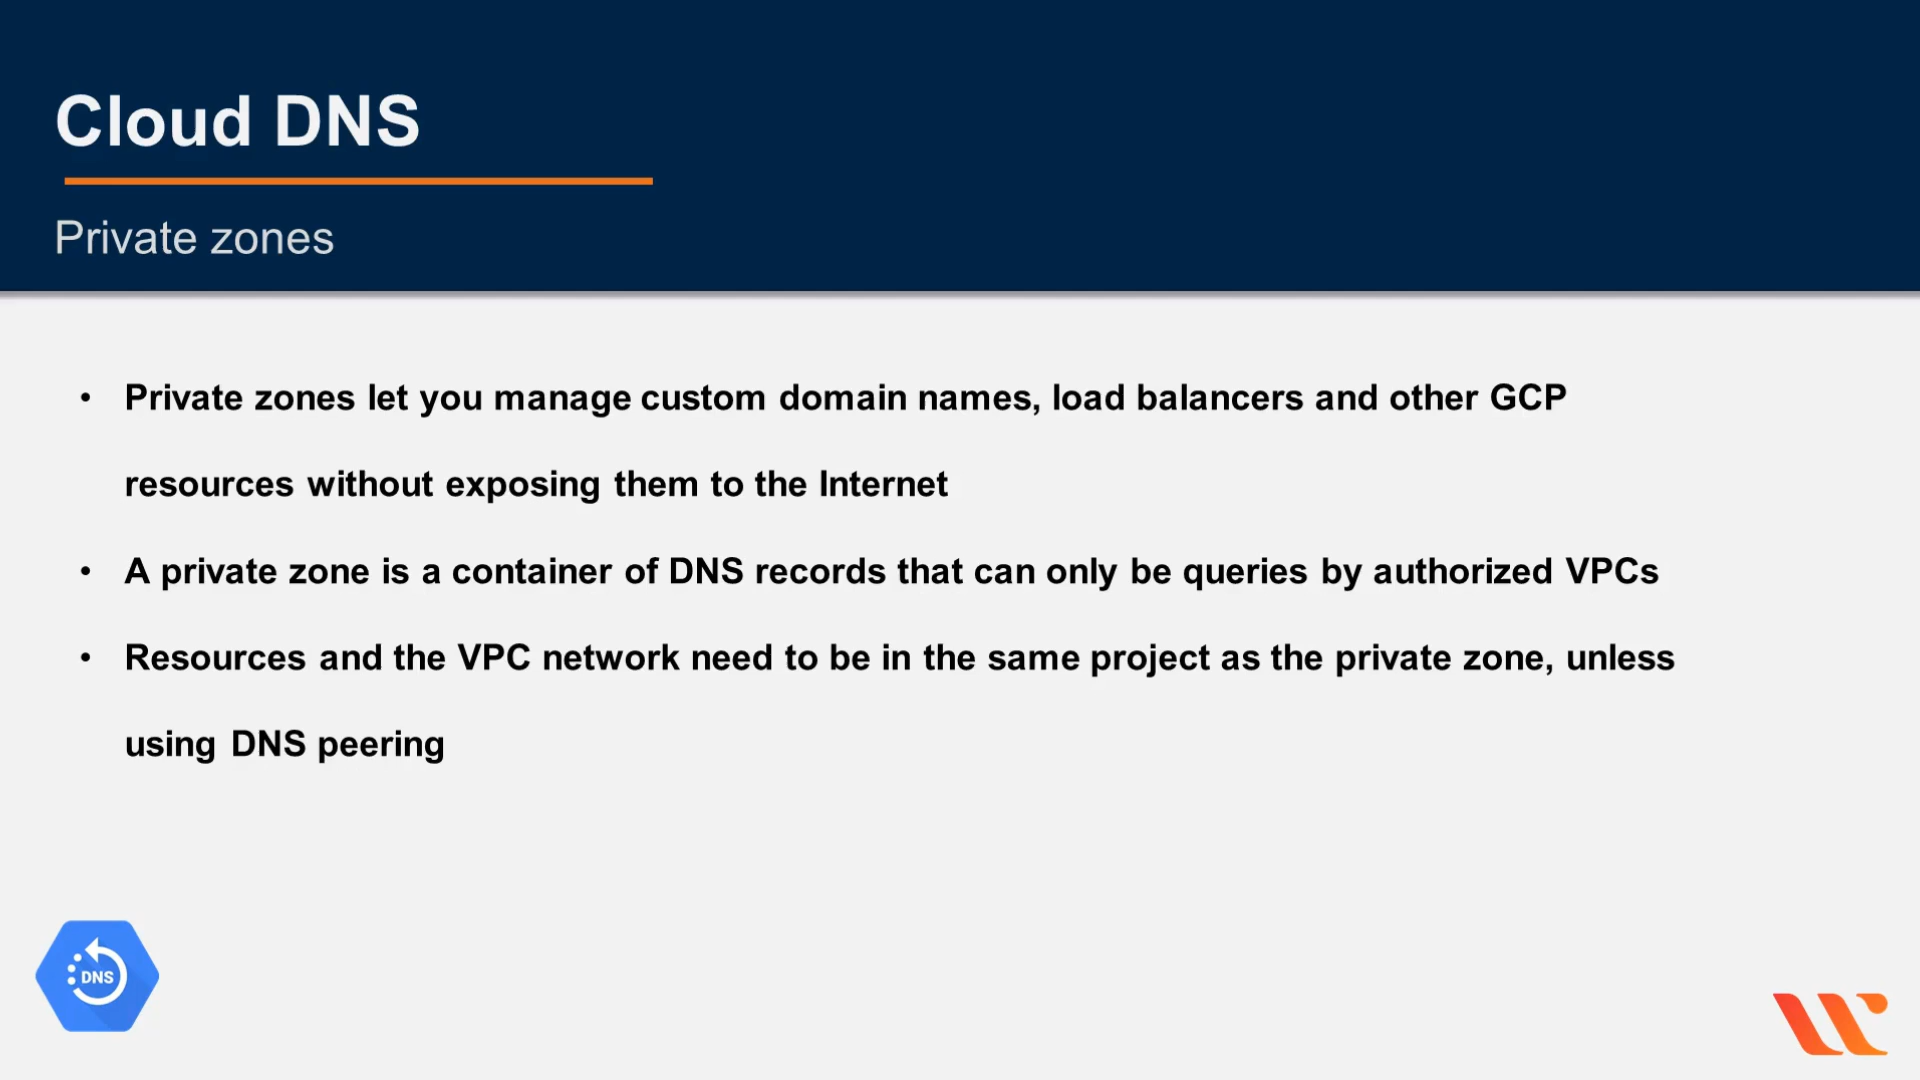 Cloud DNS
Private zones
• Private zones let you manage custom domain names, load balancers and other GCP
resources without exposing them to the Internet
• A private zone is a container of DNS records that can only be queries by authorized VPCs
• Resources and the VPC network need to be in the same project as the private zone, unless
using DNS peering
DNS